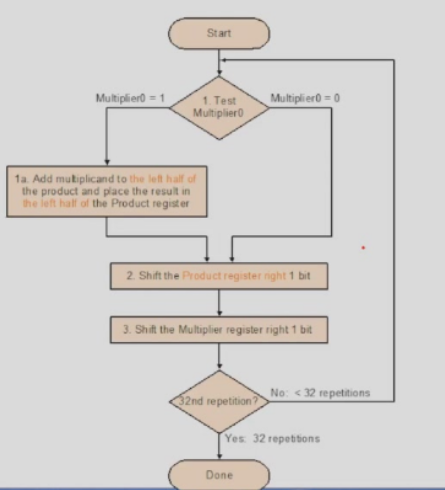 Start
Multiplier0 = 1
1. Test
Multiplier0
Multiplier0 = 0
1a. Add multiplicand to the left half of
the product and place the result in
the left half of the Product register
2. Shift the Product register right 1 bit
3. Shift the Multiplier register right 1 bit
32nd repetition?
No: < 32 repetitions
Yes: 32 repetitions
Done